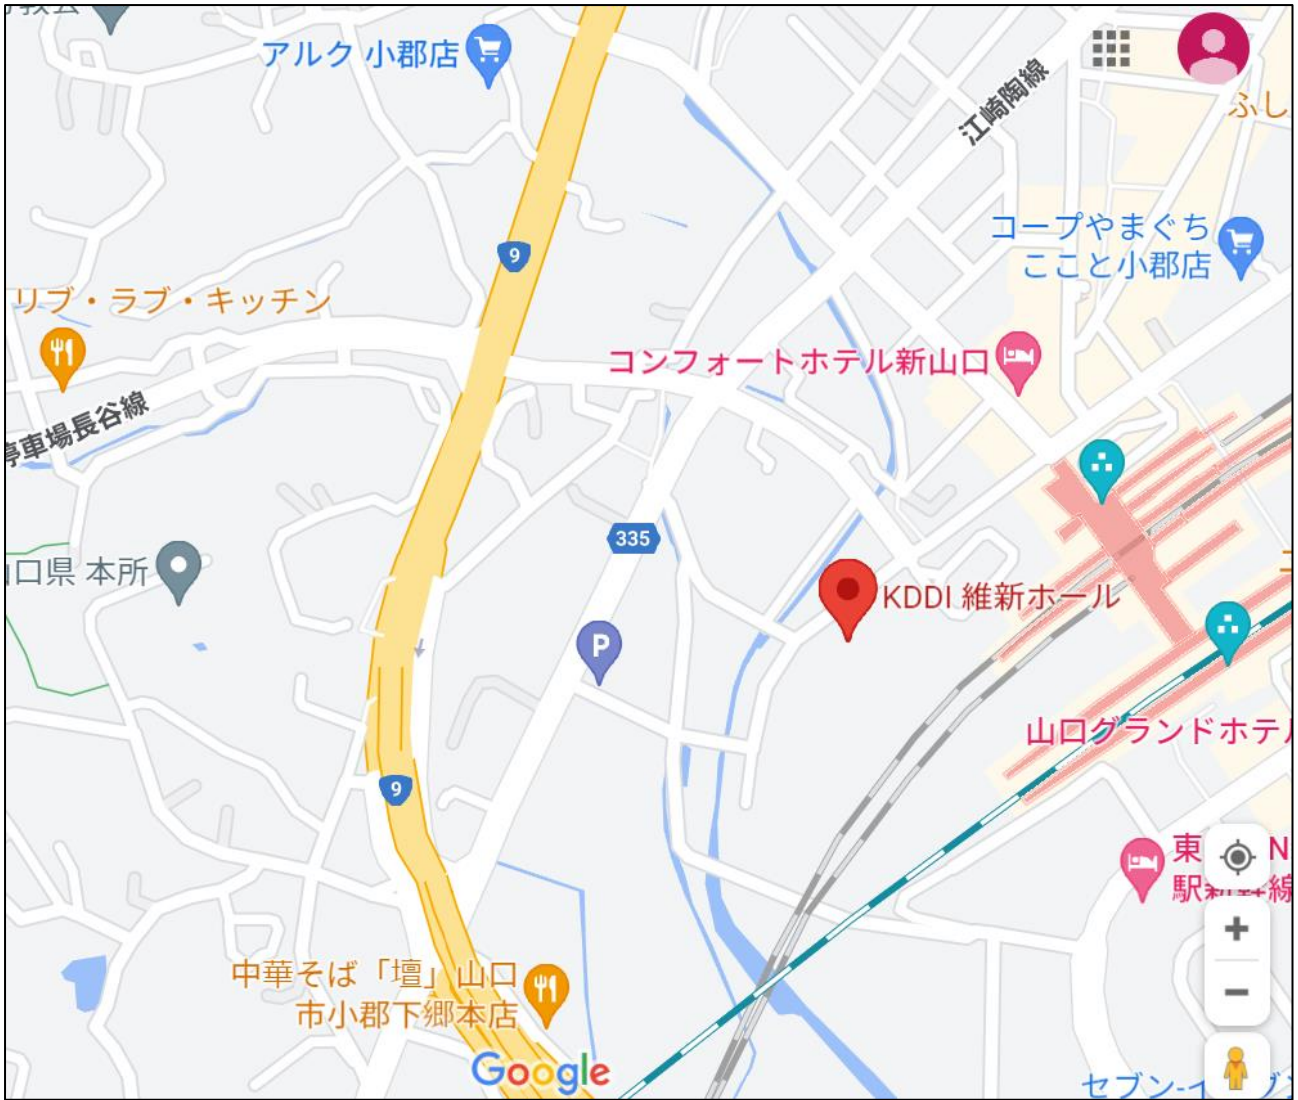 アルク 小郡店
江崎陶線
ふし
コープやまぐち
ここと小郡店
9
リブ・ラブ・キッチン
コンフォートホテル新山口
停車場長谷線
335
口県 本所
KDDI 維新ホール
P
山口グランドホテル
9
東
N
駅新幹線
中華そば「壇」山口
市小郡下郷本店
Google
セブン-イ